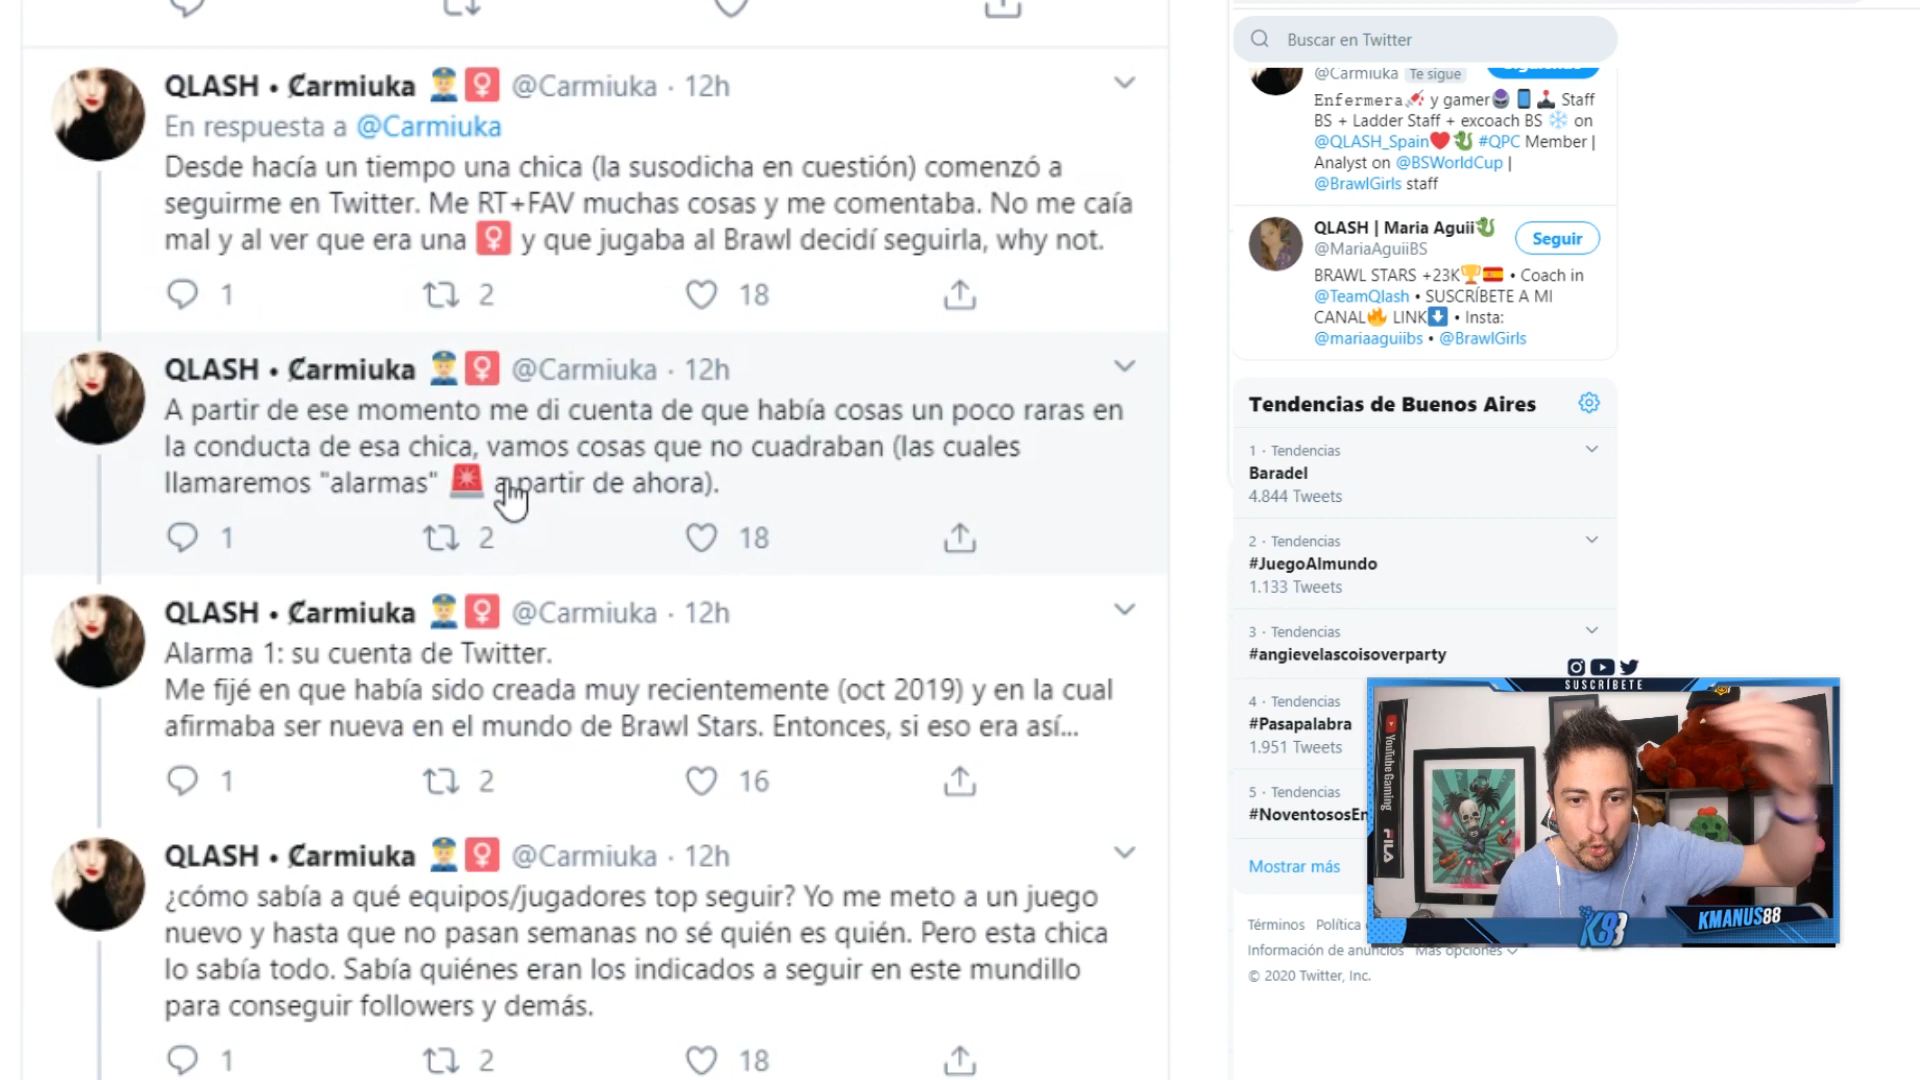 QLASH • Ȼarmiuka @Carmiuka · 12h
En respuesta a @Carmiuka
Desde hacía un tiempo una chica (la susodicha en cuestión) comenzó a
seguirme en Twitter. Me RT+FAV muchas cosas y me comentaba. No me caía
mal y al ver que era una ♀ y que jugaba al Brawl decidí seguirla, why not.
1 2 18
QLASH • Ȼarmiuka @Carmiuka · 12h
A partir de ese momento me di cuenta de que había cosas un poco raras en
la conducta de esa chica, vamos cosas que no cuadraban (las cuales
llamaremos "alarmas" 🚨 a partir de ahora).
1 2 18
QLASH • Ȼarmiuka @Carmiuka · 12h
Alarma 1: su cuenta de Twitter.
Me fijé en que había sido creada muy recientemente (oct 2019) y en la cual
afirmaba ser nueva en el mundo de Brawl Stars. Entonces, si eso era así...
1 2 16
QLASH • Ȼarmiuka @Carmiuka · 12h
¿cómo sabía a qué equipos/jugadores top seguir? Yo me meto a un juego
nuevo y hasta que no pasan semanas no sé quién es quién. Pero esta chica
lo sabía todo. Sabía quiénes eran los indicados a seguir en este mundillo
para conseguir followers y demás.
1 2 18
Buscar en Twitter
@Carmiuka Te sigue
Enfermera y gamer Staff
BS + Ladder Staff + excoach BS ❄ on
@QLASH_Spain #QPC Member |
Analyst on @BSWorldCup |
@BrawlGirls staff
QLASH | Maria Aguii
@MariaAguiiBS
Seguir
BRAWL STARS +23K • Coach in
@TeamQlash • SUSCRÍBETE A MI
CANAL LINK • Insta:
@mariaaguiibs • @BrawlGirls
Tendencias de Buenos Aires
1 · Tendencias
Baradel
4.844 Tweets
2 · Tendencias
#JuegoAlmundo
1.133 Tweets
3 · Tendencias
#angievelascoisoverparty
4 · Tendencias
#Pasapalabra
1.951 Tweets
5 · Tendencias
#NoventososEn
Mostrar más
Términos Política
Información de anuncios Más opciones
© 2020 Twitter, Inc.
SUSCRÍBETE
YouTube Gaming
FILA
K88
KMANUS88